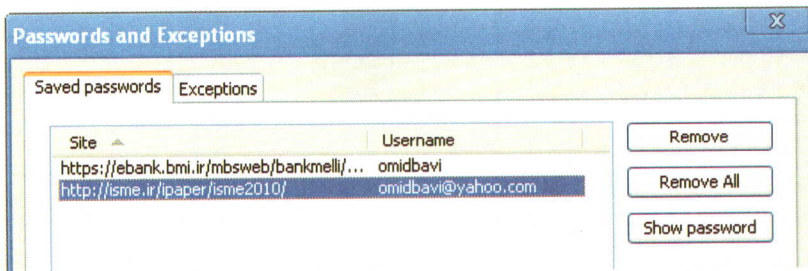 Passwords and Exceptions
Saved passwords Exceptions
Site Username Remove
https://ebank.bmi.ir/mbsweb/bankmelli/... omidbavi
http://isme.ir/ipaper/isme2010/ omidbavi@yahoo.com Remove All
Show password